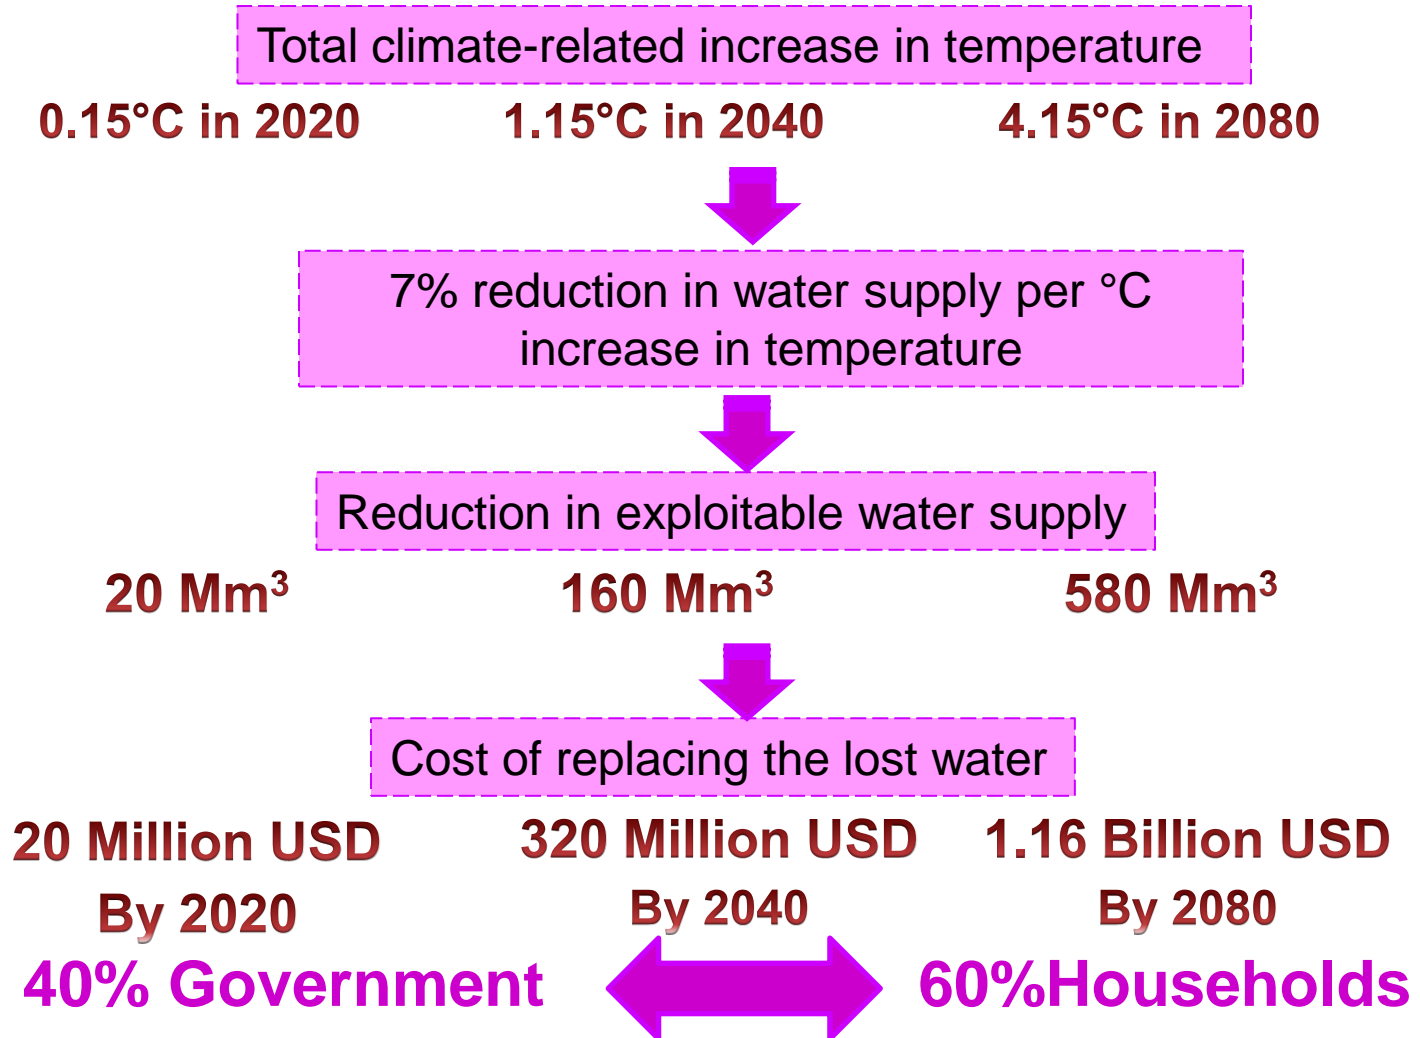 Total climate-related increase in temperature
0.15°C in 2020 1.15°C in 2040 4.15°C in 2080
7% reduction in water supply per °C
increase in temperature
Reduction in exploitable water supply
20 Mm³ 160 Mm³ 580 Mm³
Cost of replacing the lost water
20 Million USD 320 Million USD 1.16 Billion USD
By 2020 By 2040 By 2080
40% Government 60%Households